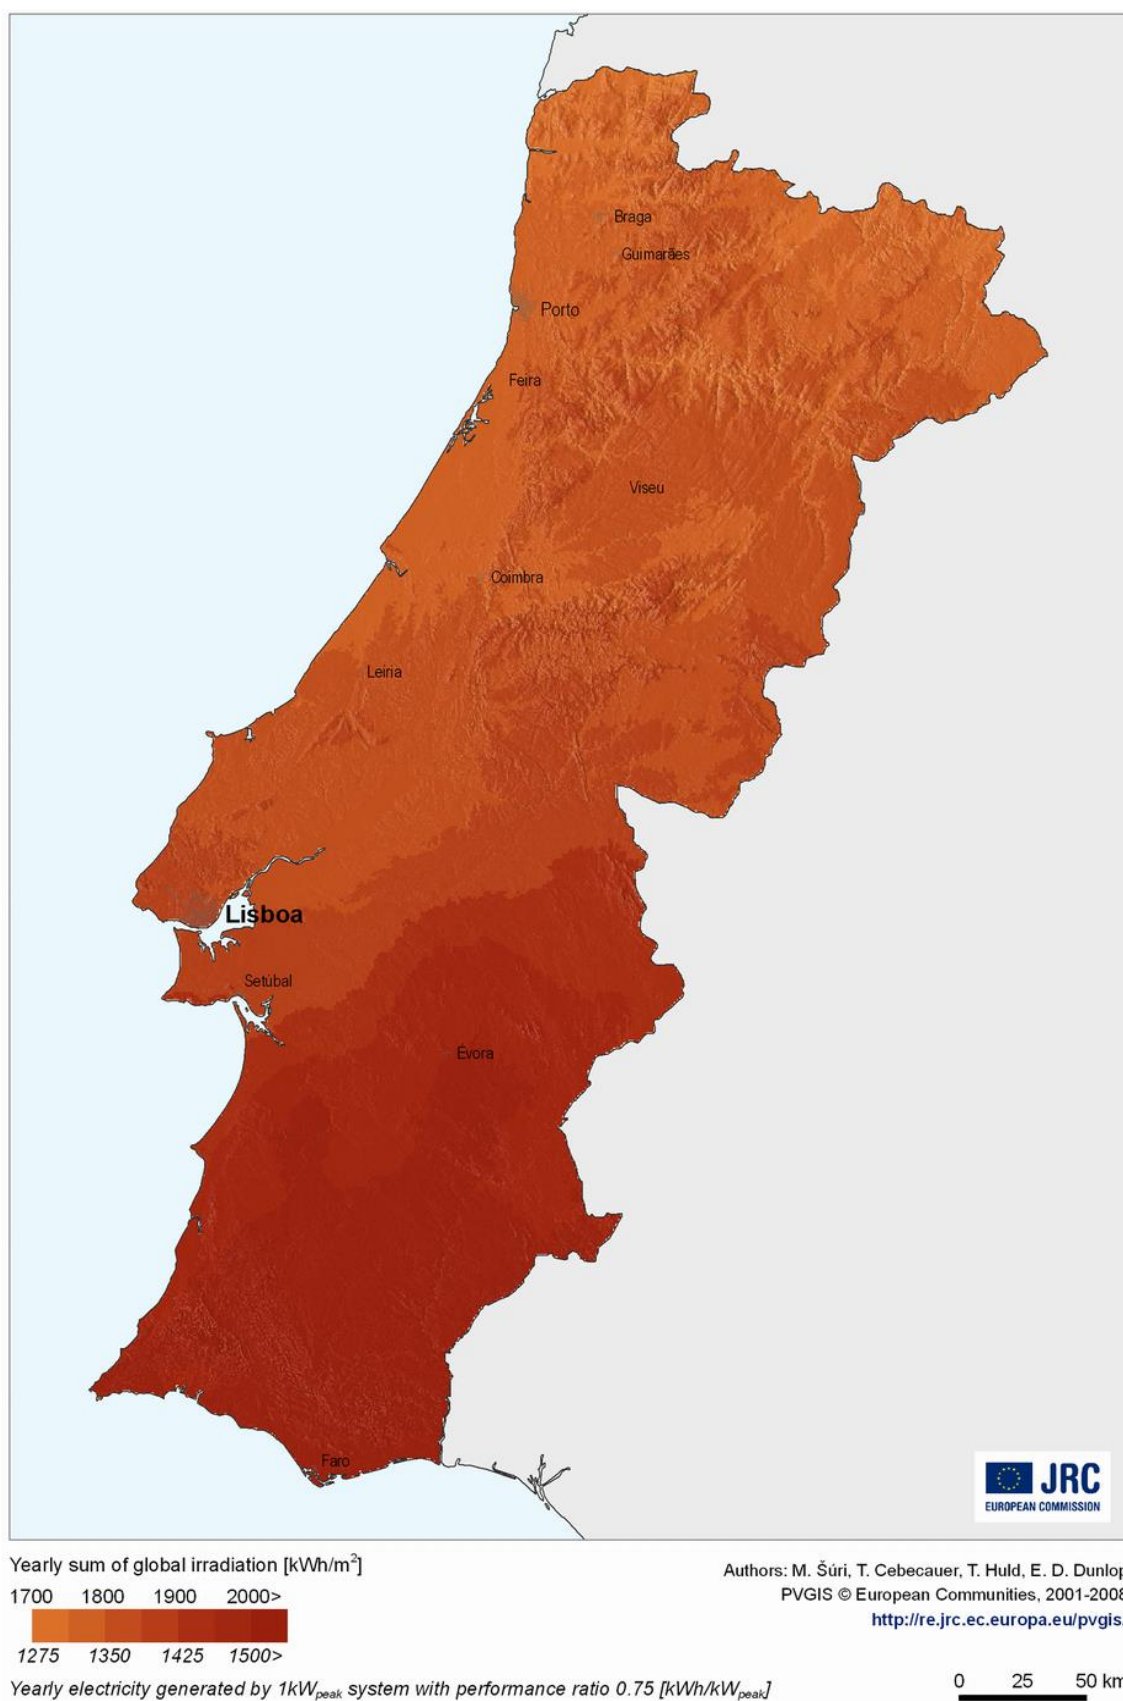 Braga
Guimarães
Porto
Feira
Viseu
Coimbra
Leiria
Lisboa
Setúbal
Évora
Faro
JRC
EUROPEAN COMMISSION
Yearly sum of global irradiation [kWh/m²]
1700 1800 1900 2000>
1275 1350 1425 1500>
Yearly electricity generated by 1kWpeak system with performance ratio 0.75 [kWh/kWpeak]
Authors: M. Šúri, T. Cebecauer, T. Huld, E. D. Dunlop
PVGIS © European Communities, 2001-2008
http://re.jrc.ec.europa.eu/pvgis/
0 25 50 km